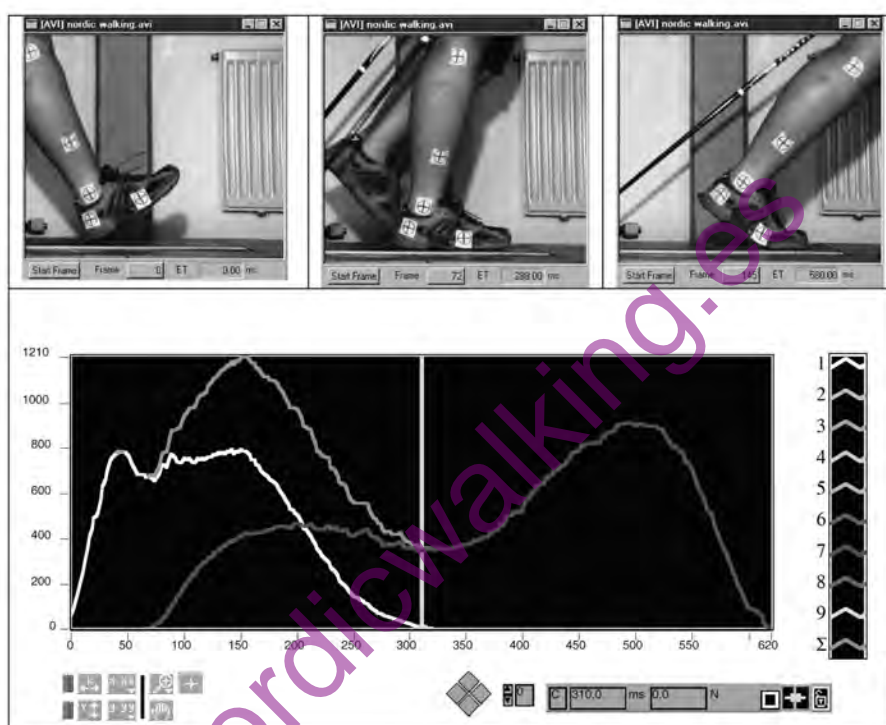 [AVI] nordic walking.avi
[AVI] nordic walking.avi
[AVI] nordic walking.avi
Start Frame Frame 0 ET 0.00 ms
Start Frame Frame 72 ET 288.00 ms
Start Frame Frame 145 ET 580.00 ms
1210
1000
800
600
400
200
0
0 50 100 150 200 250 300 350 400 450 500 550 620
1
2
3
4
5
6
7
8
9
Σ
0
C 310,0 ms 0,0 N
nordicwalking.es